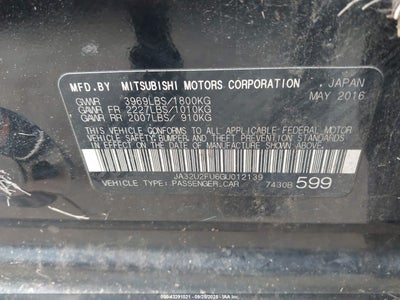 MFD.BY MITSUBISHI MOTORS CORPORATION JAPAN
GVWR 3969LBS/1800KG MAY 2016
GAWR FR 2227LBS/1010KG
GAWR RR 2007LBS/ 910KG
THIS VEHICLE CONFORMS TO ALL APPLICABLE FEDERAL MOTOR
VEHICLE SAFETY, BUMPER, AND THEFT PREVENTION STANDARDS IN
EFFECT ON THE DATE OF MANUFACTURE SHOWN ABOVE.
JA32U2FU6GU012139
VEHICLE TYPE:PASSENGER CAR 7430B 599